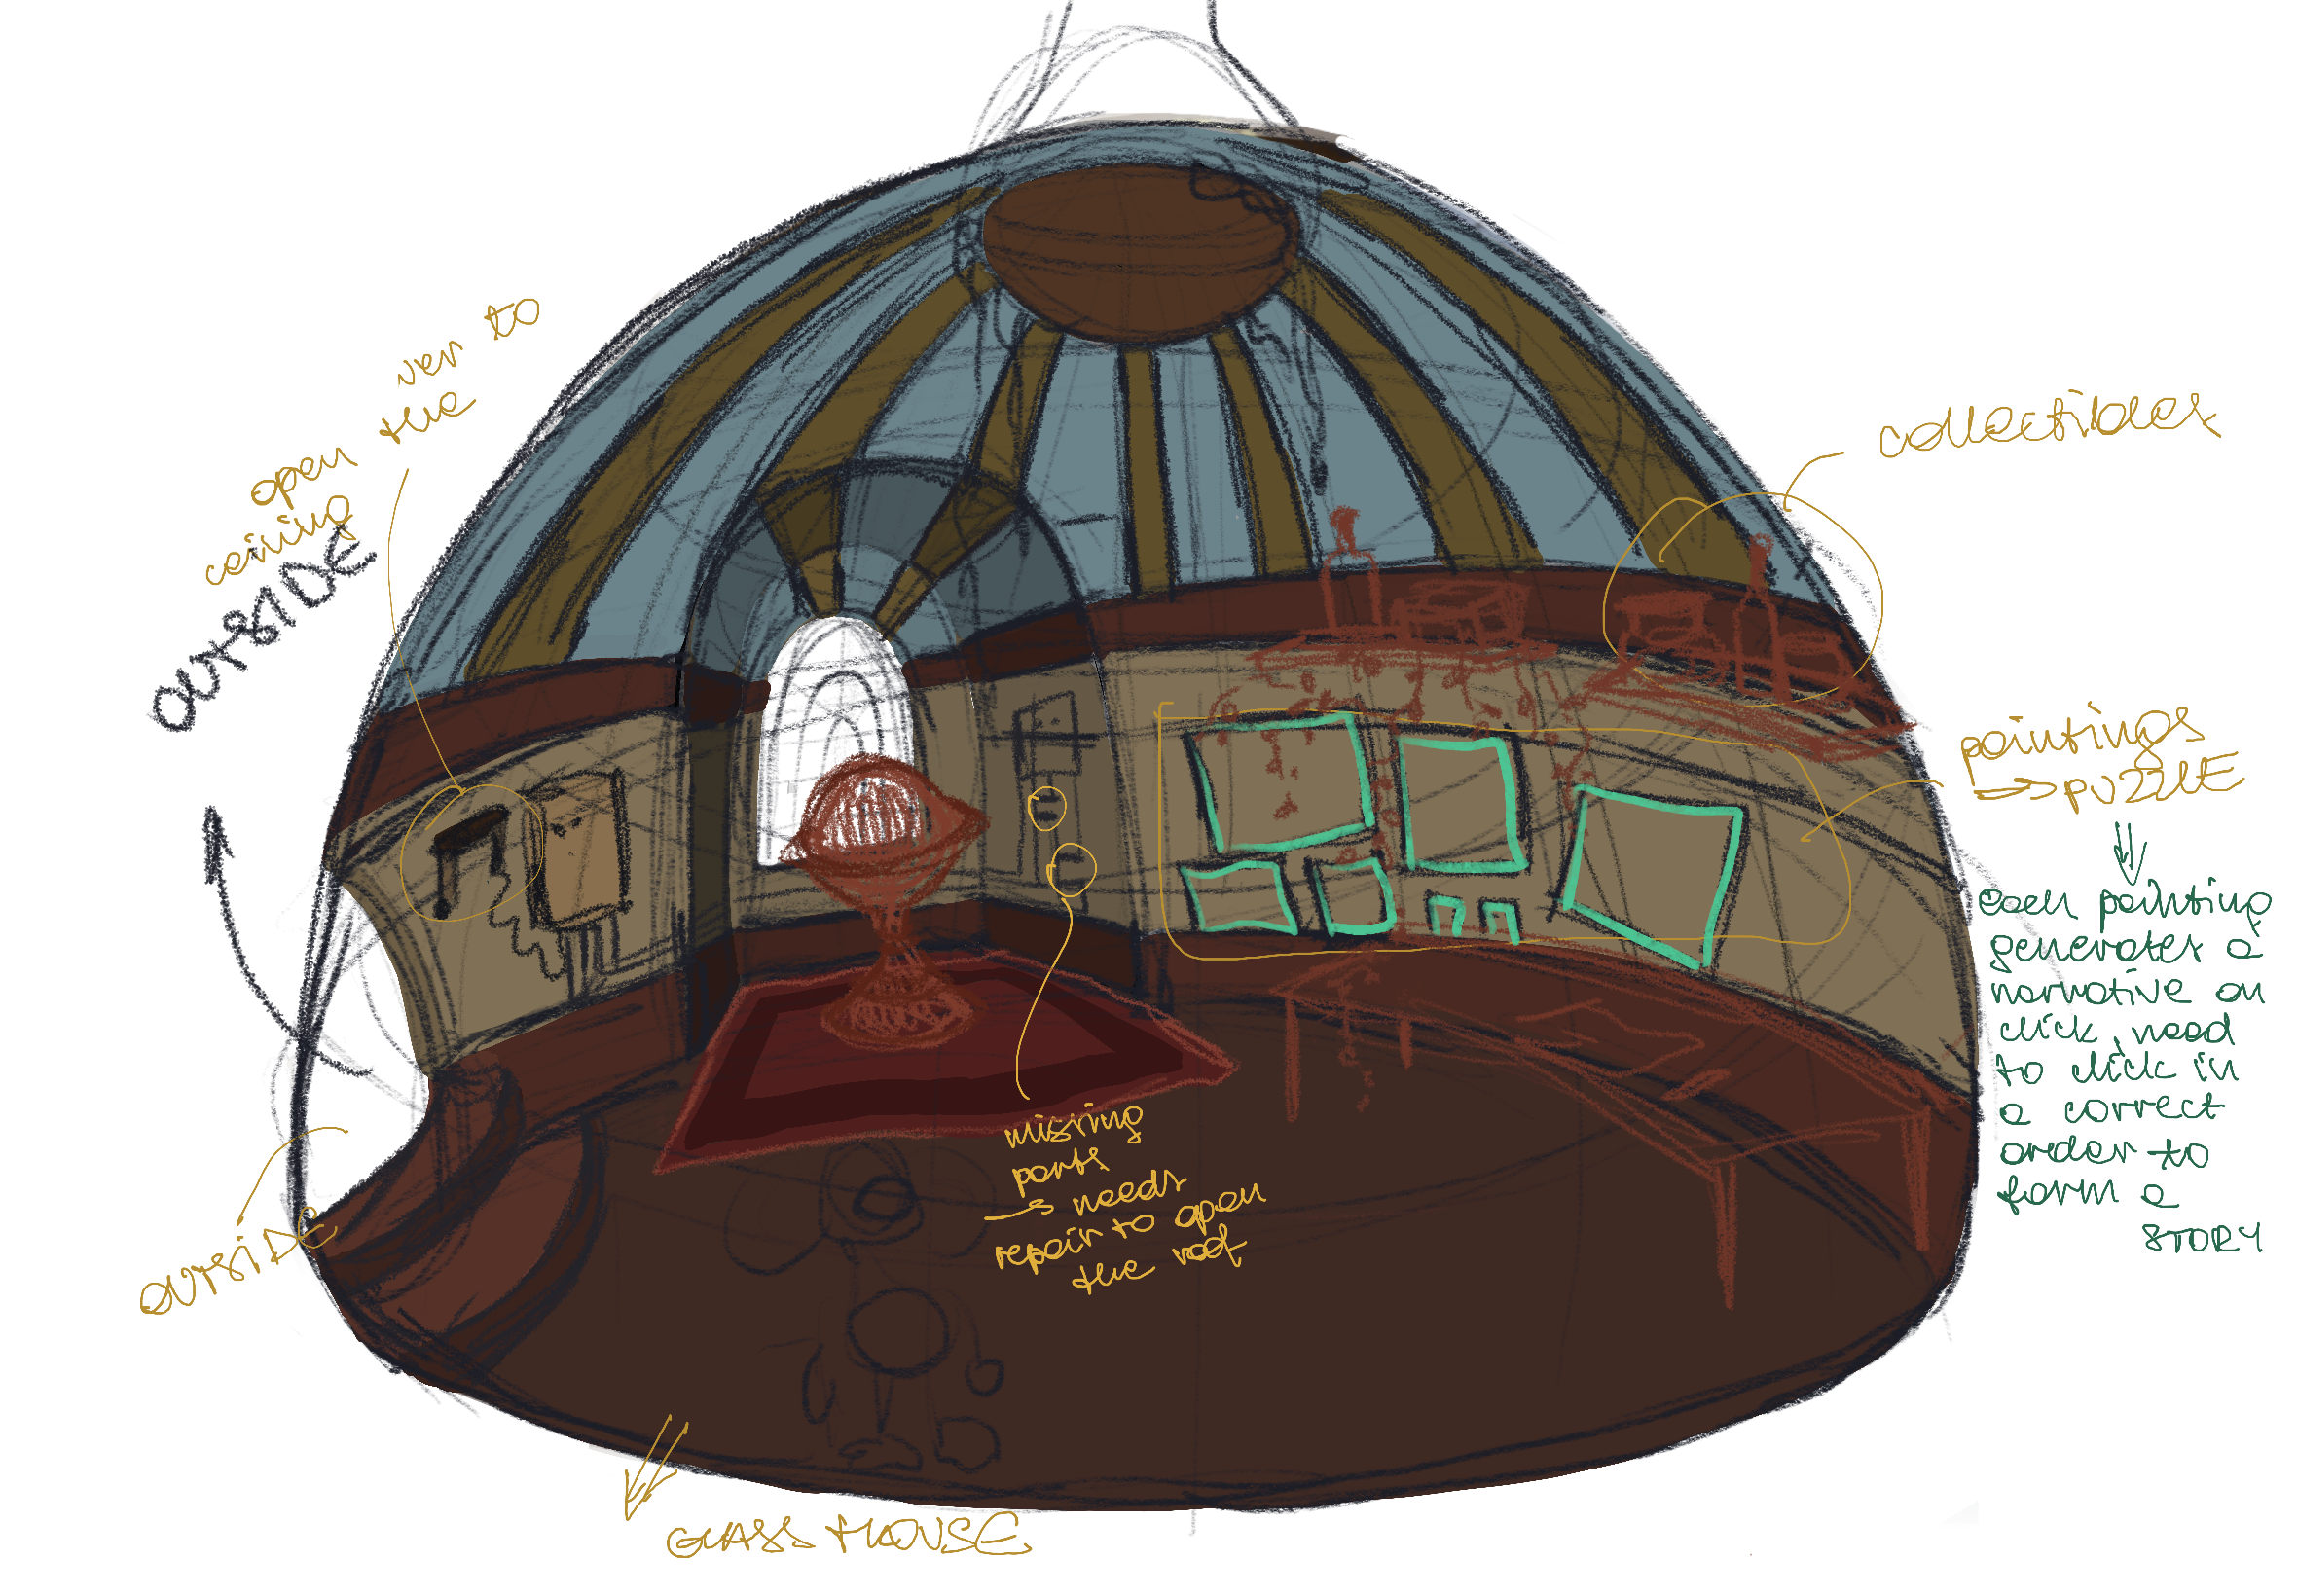 ver to
open the
ceiling
OUTSIDE
collectibles
paintings
→ PUZZLE
each painting
generates a
narrative on
click, need
to click in
a correct
order to
form a
STORY
missing
parts
→ needs
repair to open
the roof
OUTSIDE
GLASS HOUSE